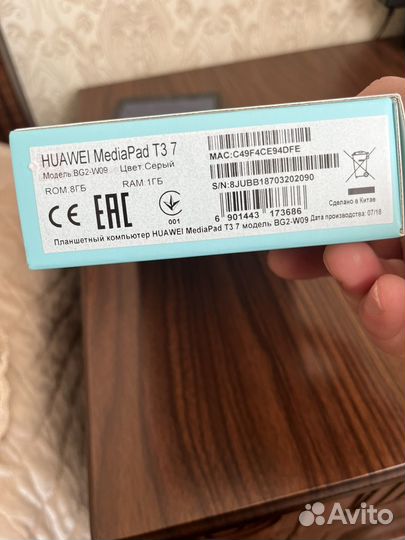 HUAWEI MediaPad T3 7
Модель BG2-W09 Цвет.Серый
ROM.8ГБ RAM 1ГБ
CE EAC
001
MAC:C49F4CE94DFE
S/N:8JUBB18703202090
6 901443 173686
Сделано в Китае
Планшетный компьютер HUAWEI MediaPad T3 7 модель BG2-W09 Дата производства: 07/18
Avito